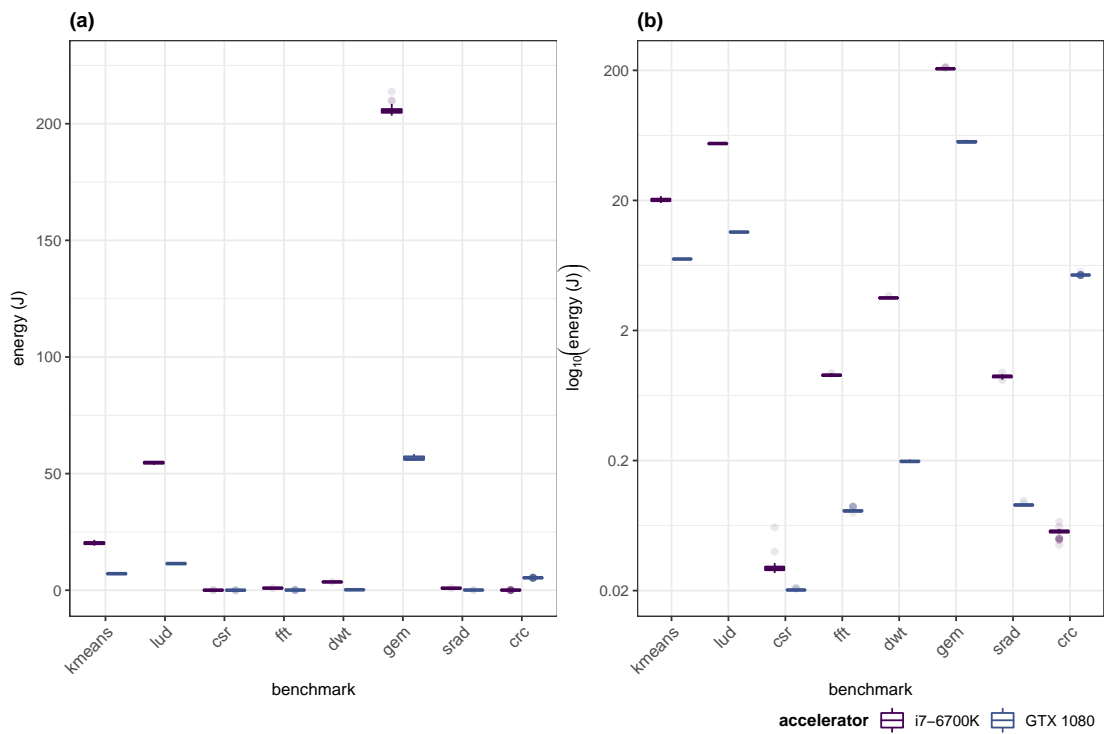 (a)
energy (J)
200
150
100
50
0
kmeans
lud
csr
fft
dwt
gem
srad
crc
benchmark
(b)
log10(energy (J))
200
20
2
0.2
0.02
kmeans
lud
csr
fft
dwt
gem
srad
crc
benchmark
accelerator i7−6700K GTX 1080